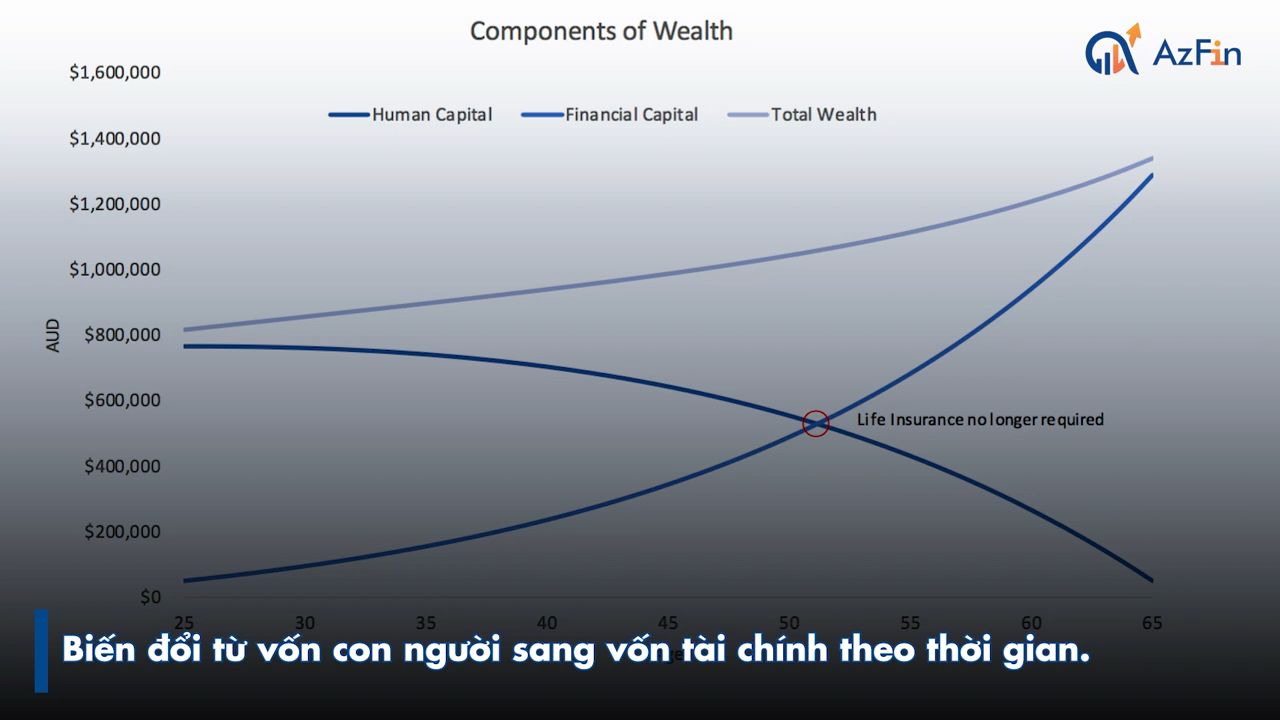 Components of Wealth
AzFin
$1,600,000
Human Capital Financial Capital Total Wealth
$1,400,000
$1,200,000
$1,000,000
AUD
$800,000
$600,000
Life Insurance no longer required
$400,000
$200,000
$0
25 30 35 40 45 50 55 60 65
Biến đổi từ vốn con người sang vốn tài chính theo thời gian.